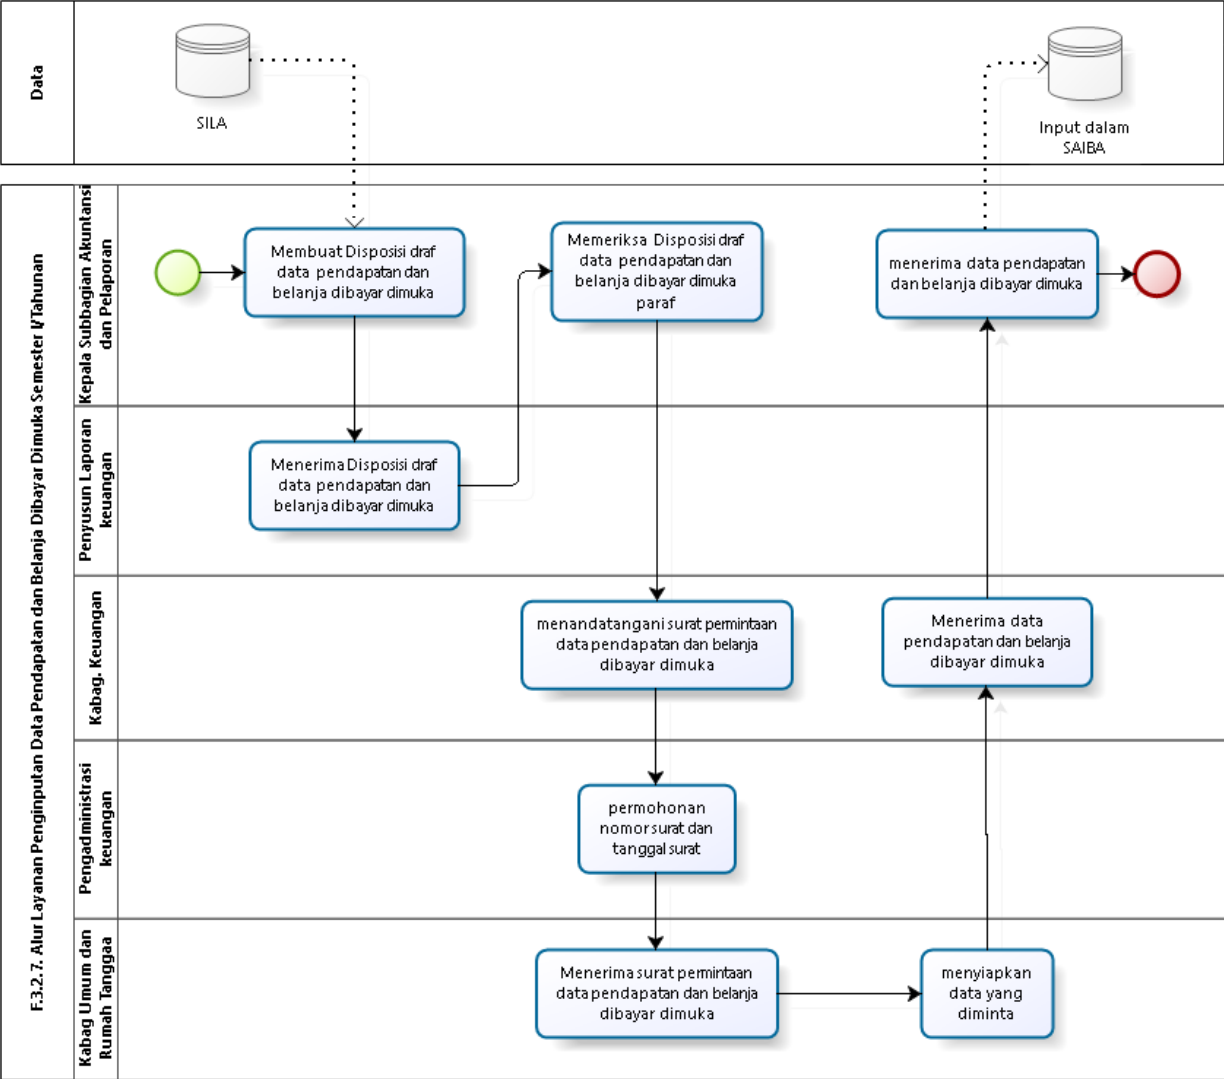 Data
SILA
Input dalam
SAIBA
F.3.2.7. Alur Layanan Penginputan Data Pendapatan dan Belanja Dibayar Dimuka Semester I/Tahunan
Kepala Subbagian Akuntansi
dan Pelaporan
Membuat Disposisi draf
data pendapatan dan
belanja dibayar dimuka
Memeriksa Disposisi draf
data pendapatan dan
belanja dibayar dimuka
paraf
menerima data pendapatan
dan belanja dibayar dimuka
Penyusun Laporan
keuangan
Menerima Disposisi draf
data pendapatan dan
belanja dibayar dimuka
Kabag. Keuangan
menandatangani surat permintaan
data pendapatan dan belanja
dibayar dimuka
Menerima data
pendapatan dan belanja
dibayar dimuka
Pengadministrasi
keuangan
permohonan
nomor surat dan
tanggal surat
Kabag Umum dan
Rumah Tanggaa
Menerima surat permintaan
data pendapatan dan belanja
dibayar dimuka
menyiapkan
data yang
diminta